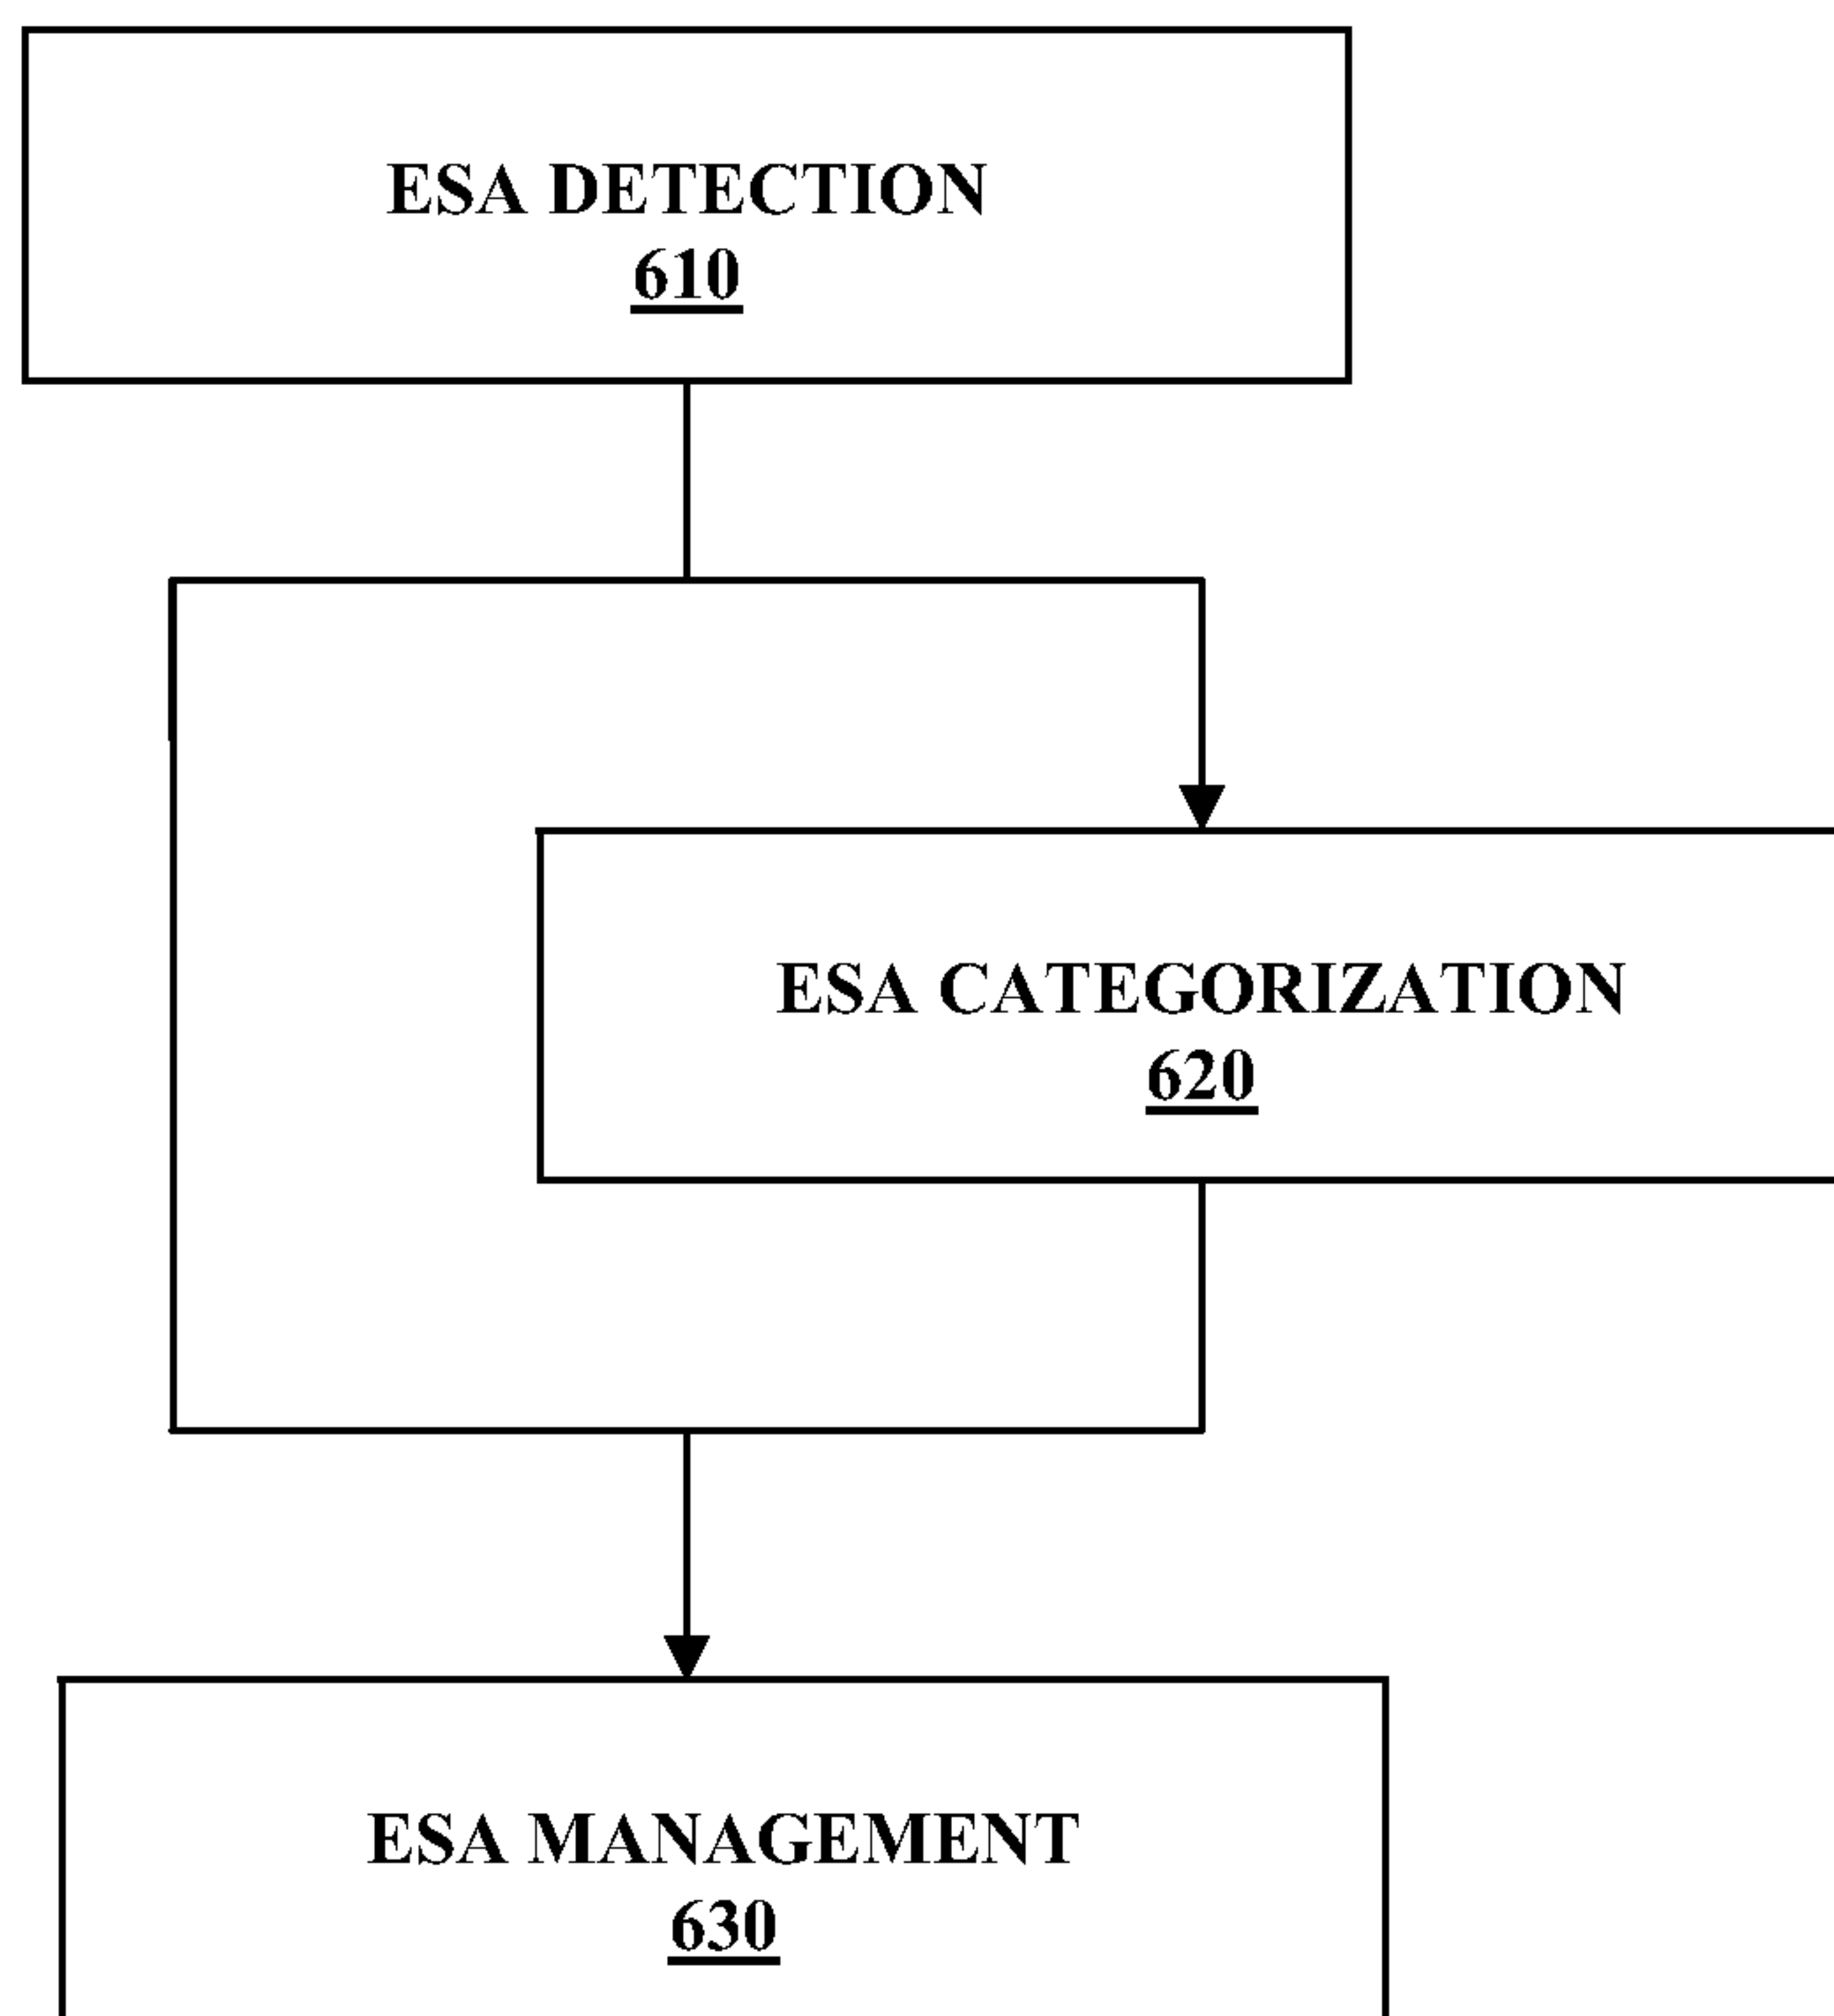 ESA DETECTION
610
ESA CATEGORIZATION
620
ESA MANAGEMENT
630